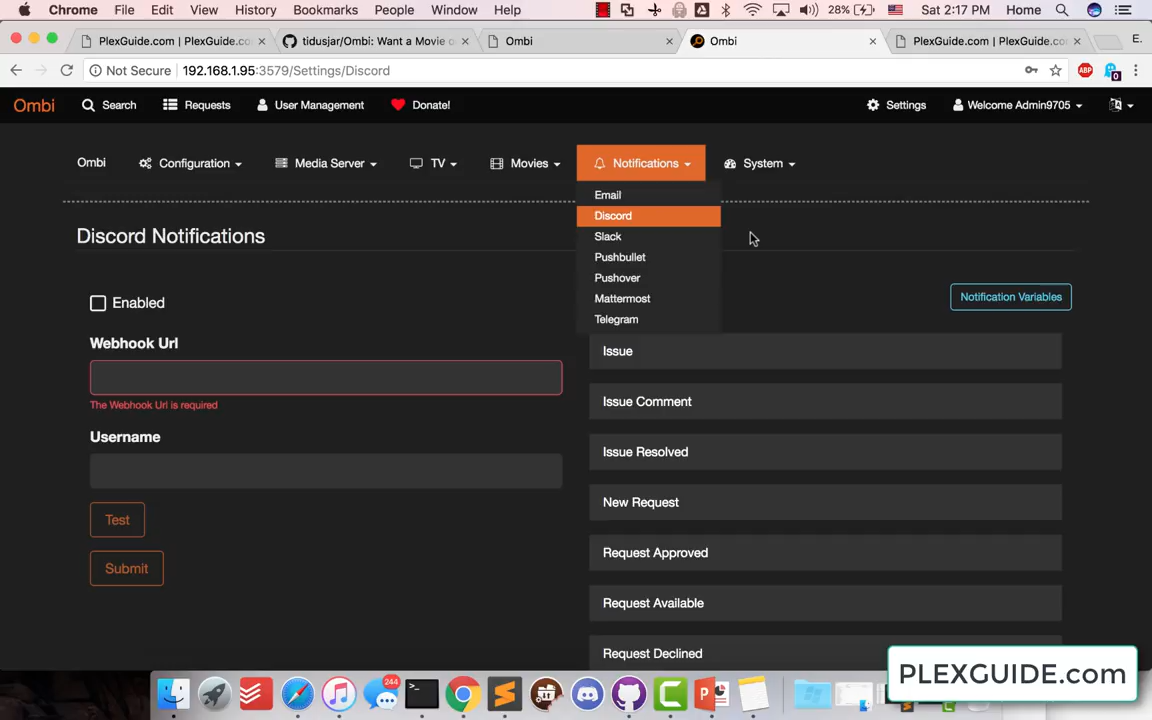 Chrome File Edit View History Bookmarks People Window Help 28% Sat 2:17 PM Home
PlexGuide.com | PlexGuide.co
tidusjar/Ombi: Want a Movie o
Ombi
Ombi
PlexGuide.com | PlexGuide.co
E.
Not Secure 192.168.1.95:3579/Settings/Discord ABP 0
Ombi Search Requests User Management Donate! Settings Welcome Admin9705
Ombi Configuration Media Server TV Movies Notifications System
Email
Discord
Slack
Pushbullet
Pushover
Mattermost
Telegram
Discord Notifications
Enabled
Notification Variables
Webhook Url
The Webhook Url is required
Username
Test
Submit
Issue
Issue Comment
Issue Resolved
New Request
Request Approved
Request Available
Request Declined
244
PLEXGUIDE.com